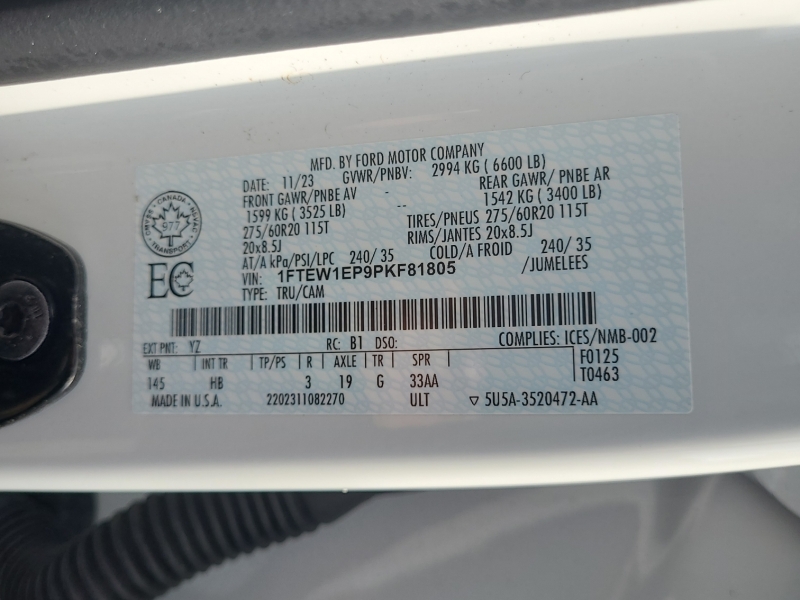 MFD. BY FORD MOTOR COMPANY
DATE: 11/23 GVWR/PNBV: 2994 KG ( 6600 LB)
FRONT GAWR/PNBE AV - REAR GAWR/ PNBE AR
1599 KG ( 3525 LB) -- 1542 KG ( 3400 LB)
275/60R20 115T TIRES/PNEUS 275/60R20 115T
20x8.5J RIMS/JANTES 20x8.5J
AT/A kPa/PSI/LPC 240/ 35 COLD/A FROID 240/ 35
VIN: 1FTEW1EP9PKF81805 /JUMELEES
TYPE: TRU/CAM
CANADA
977
TRANSPORT
EC
EXT PNT: YZ RC: B1 DSO: COMPLIES: ICES/NMB-002
WB INT TR TP/PS R AXLE TR SPR F0125
145 HB 3 19 G 33AA T0463
MADE IN U.S.A. 2202311082270 ULT ▽ 5U5A-3520472-AA